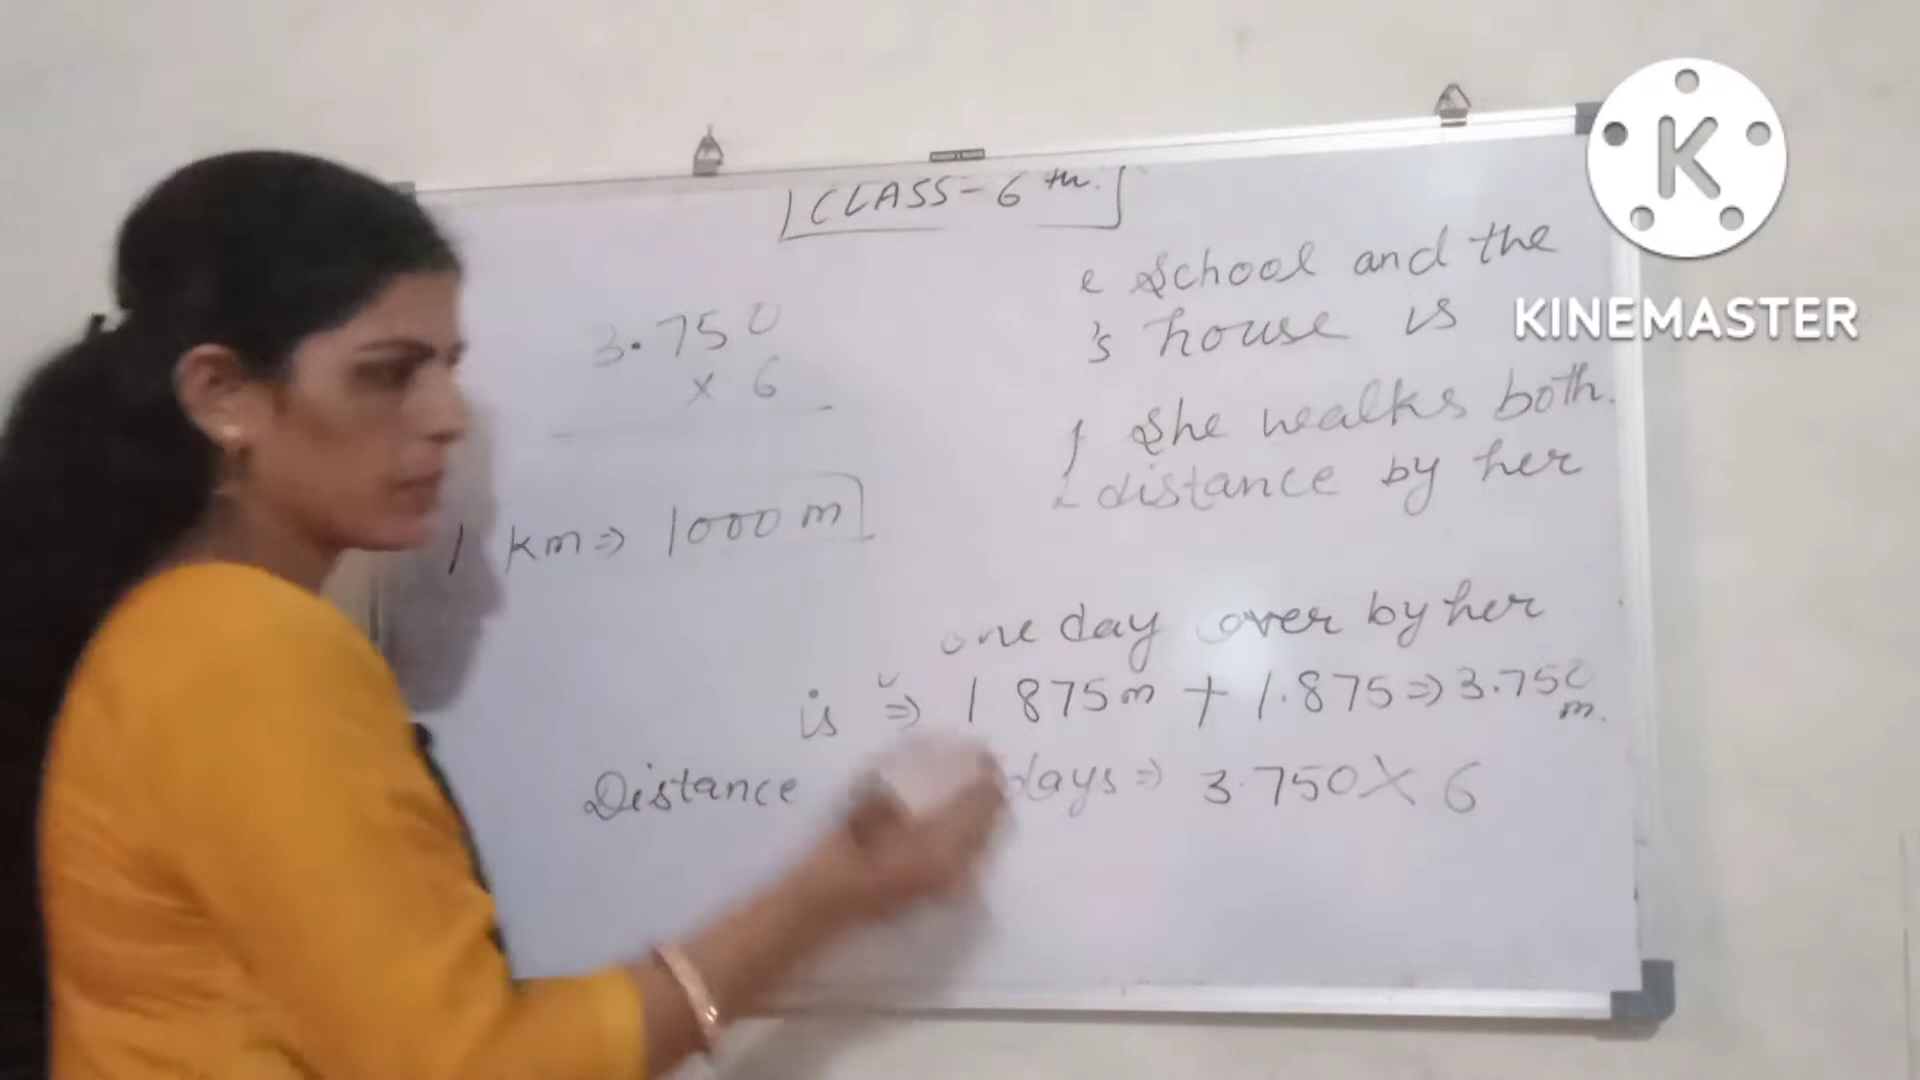 CLASS-6th.
3.750
× 6
1 km ⇒ 1000 m
e School and the
's house is
She walks both.
distance by her
one day over by her
is ⇒ 1 875m + 1.875 ⇒ 3.750
m.
Distance days ⇒ 3.750 × 6
K
KINEMASTER